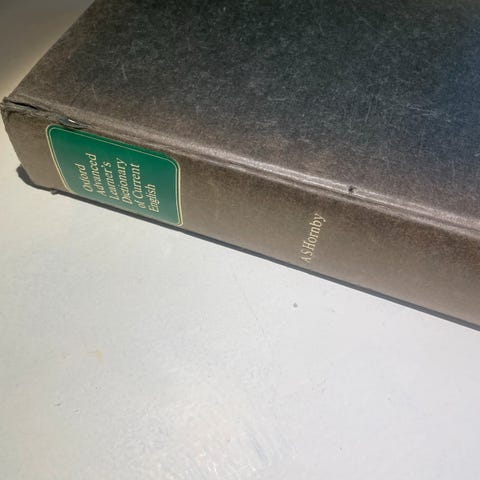 Oxford
Advanced
Learner's
Dictionary
of Current
English
A S Hornby